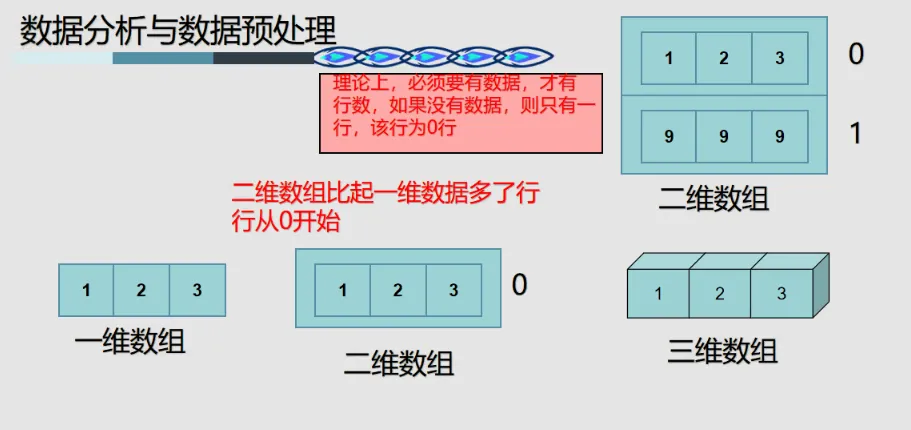 数据分析与数据预处理
理论上，必须要有数据，才有
行数，如果没有数据，则只有一
行，该行为0行
1 2 3 0
9 9 9 1
二维数组
二维数组比起一维数据多了行
行从0开始
1 2 3
一维数组
1 2 3 0
二维数组
1 2 3
三维数组